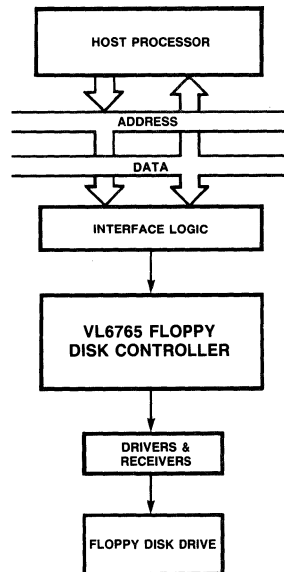 HOST PROCESSOR
ADDRESS
DATA
INTERFACE LOGIC
VL6765 FLOPPY
DISK CONTROLLER
DRIVERS &
RECEIVERS
FLOPPY DISK DRIVE